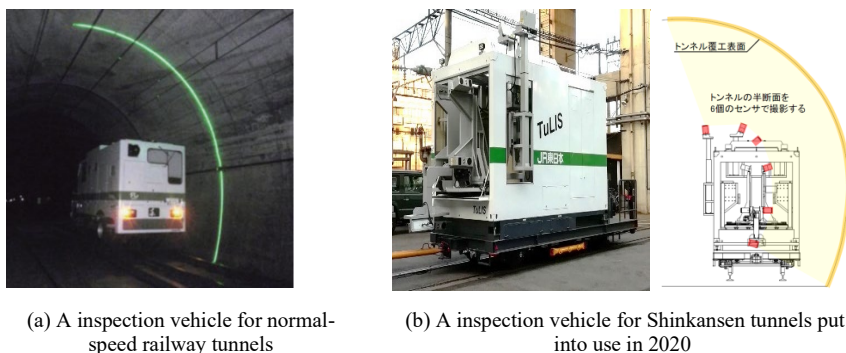 TuLIS
JR東日本
TuLIS
トンネル覆工表面
トンネルの半断面を
6個のセンサで撮影する
(a) A inspection vehicle for normal-
speed railway tunnels
(b) A inspection vehicle for Shinkansen tunnels put
into use in 2020